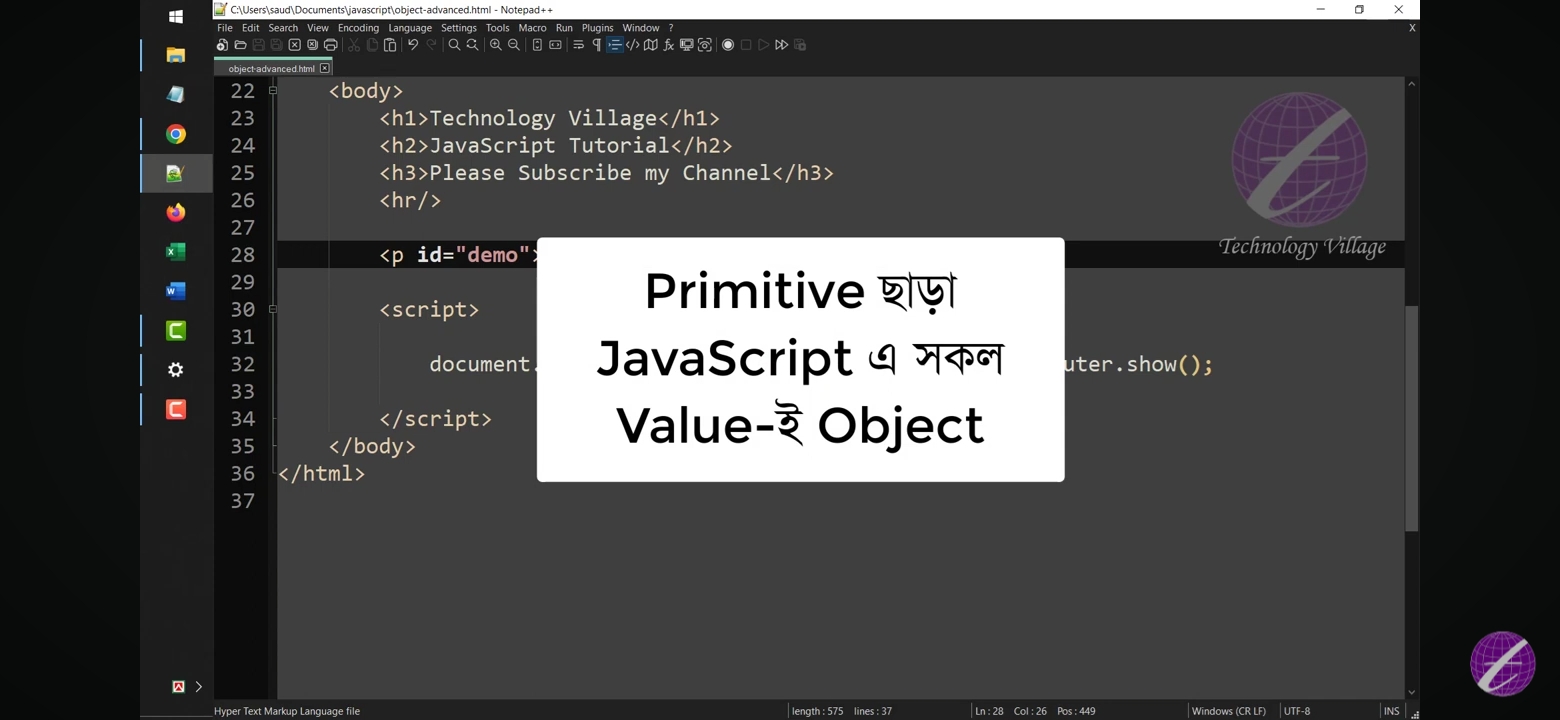 C:\Users\saud\Documents\javascript\object-advanced.html - Notepad++
File Edit Search View Encoding Language Settings Tools Macro Run Plugins Window ? X
object-advanced.html
22 <body>
23 <h1>Technology Village</h1>
24 <h2>JavaScript Tutorial</h2>
25 <h3>Please Subscribe my Channel</h3>
26 <hr/>
27
28 <p id="demo">
29
30 <script>
31
32 document. uter.show();
33
34 </script>
35 </body>
36 </html>
37
Technology Village
Primitive ছাড়া
JavaScript এ সকল
Value-ই Object
Hyper Text Markup Language file length : 575 lines : 37 Ln : 28 Col : 26 Pos : 449 Windows (CR LF) UTF-8 INS